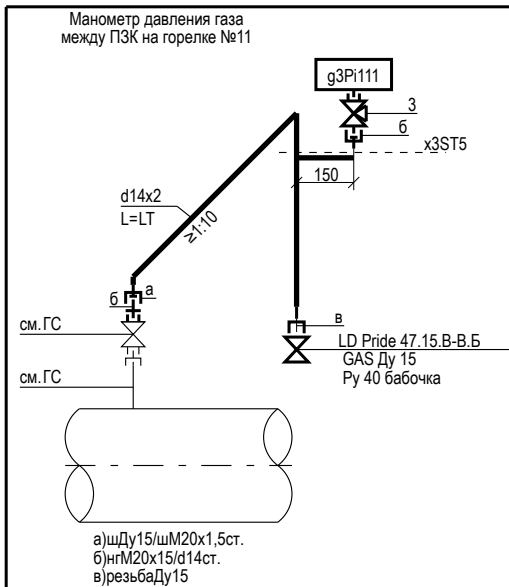 Манометр давления газа
между ПЗК на горелке №11
g3Pi111
3
б
x3ST5
150
d14x2
L=LT
≥1:10
а
б
в
см.ГС
LD Pride 47.15.В-В.Б
GAS Ду 15
Ру 40 бабочка
см.ГС
а)шДу15/шМ20х1,5ст.
б)нгМ20х15/d14ст.
в)резьбаДу15